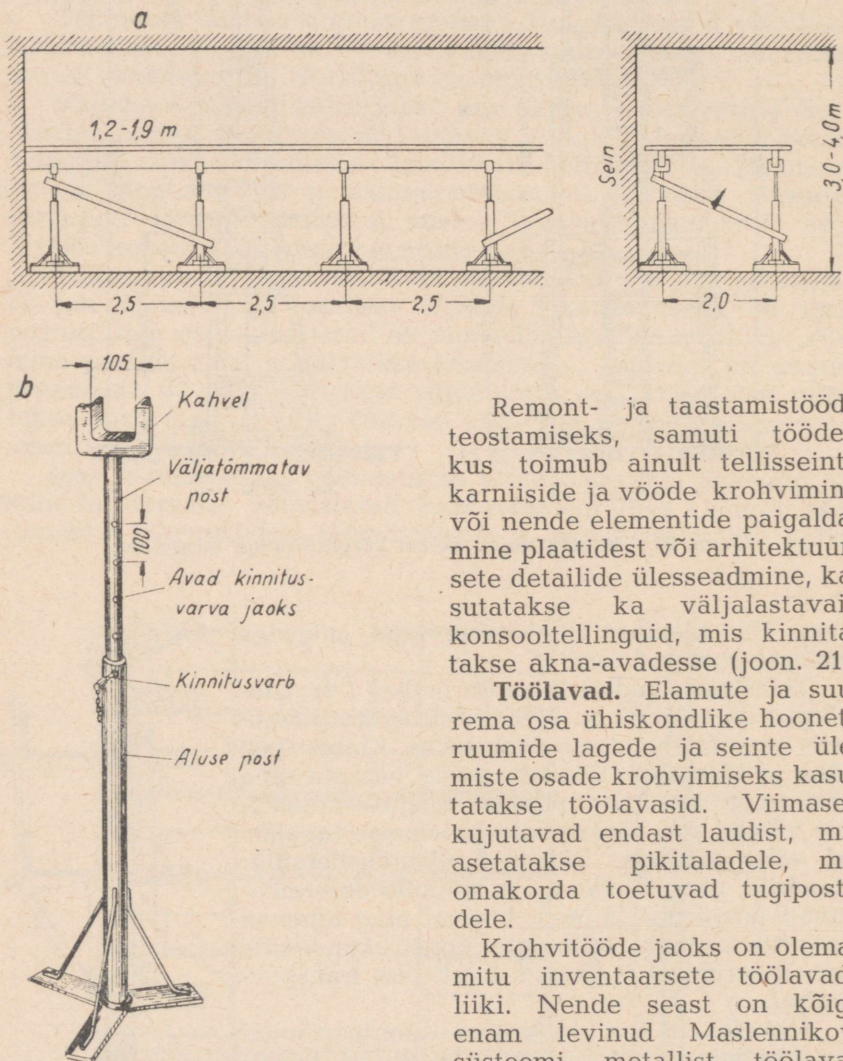 a
1,2-1,9 m
Sein
3,0-4,0m
2,5 2,5 2,5
2,0
b
105
Kahvel
Väljatõmmatav
post
100
Avad kinnitus-
varva jaoks
Kinnitusvarb
Aluse post
Remont- ja taastamistööd
teostamiseks, samuti tööde
kus toimub ainult tellisseint
karniiside ja vööde krohvimin
või nende elementide paigalda
mine plaatidest või arhitektuur
sete detailide ülesseadmine, ka
sutatakse ka väljalastavai
konsooltellinguid, mis kinnita
takse akna-avadesse (joon. 21
Töölavad. Elamute ja suu
rema osa ühiskondlike hoonet
ruumide lagede ja seinte üle
miste osade krohvimiseks kasu
tatakse töölavasid. Viimase
kujutavad endast laudist, mi
asetatakse pikitaladele, mi
omakorda toetuvad tugipost
dele.
Krohvitööde jaoks on olema
mitu inventaarsete töölavad
liiki. Nende seast on kõig
enam levinud Maslenniko
süsteemi metallist töölava